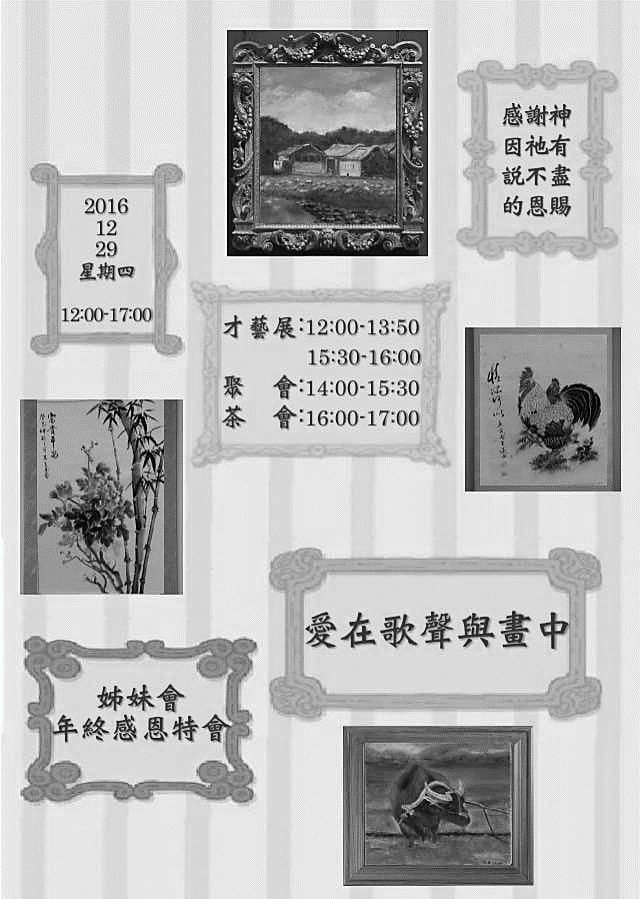 感謝神
因祂有
說不盡
的恩賜
2016
12
29
星期四
12:00-17:00
才藝展:12:00-13:50
15:30-16:00
聚　會:14:00-15:30
茶　會:16:00-17:00
愛在歌聲與畫中
姊妹會
年終感恩特會